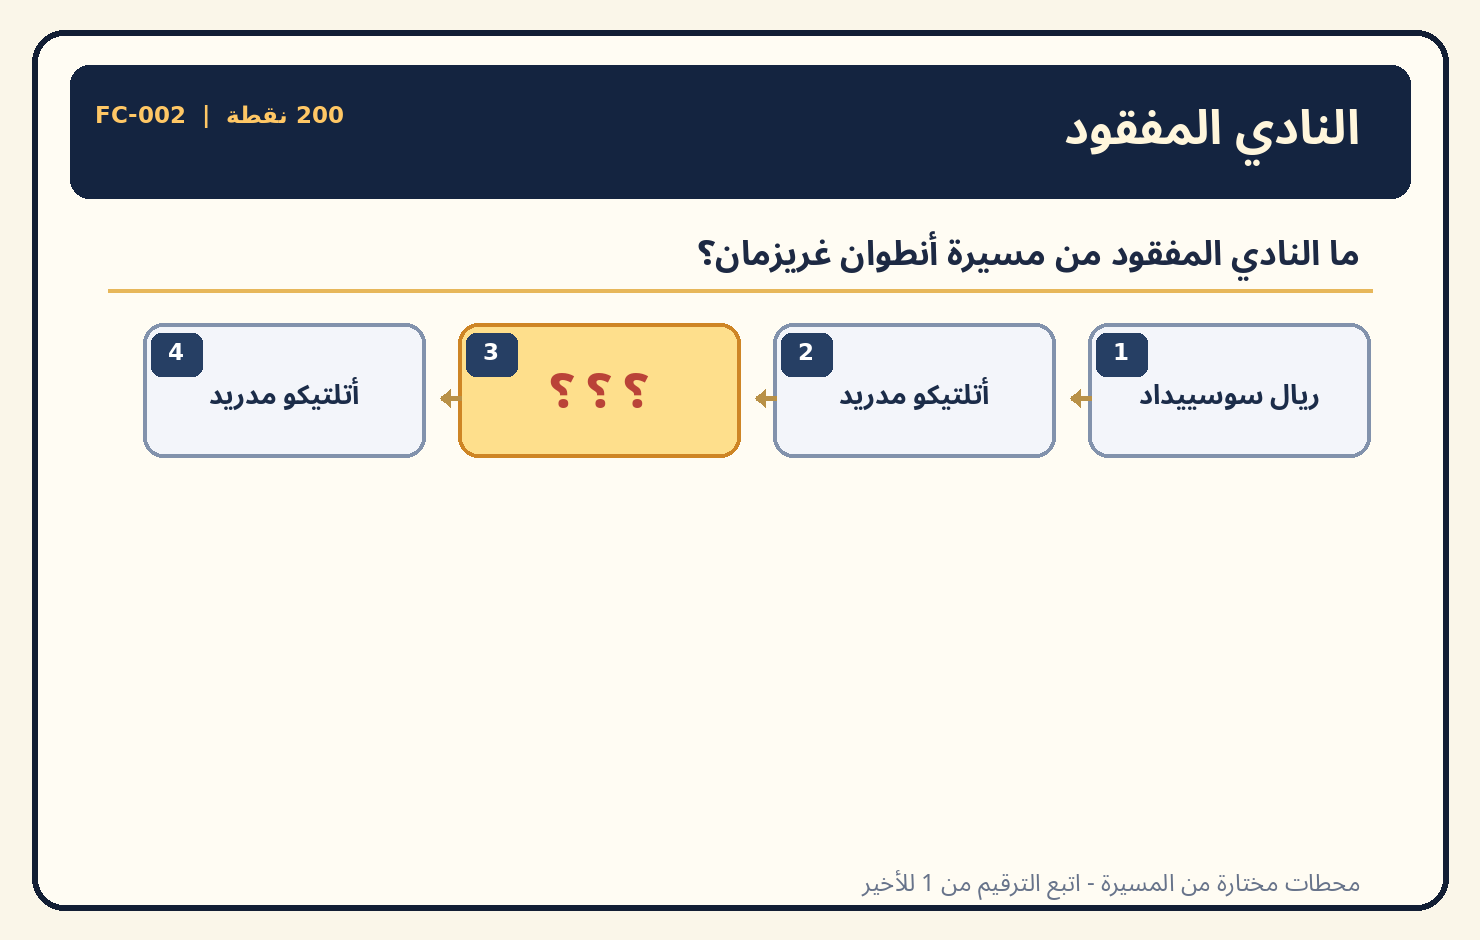 النادي المفقود
200 نقطة | FC-002
ما النادي المفقود من مسيرة أنطوان غريزمان؟
1
ريال سوسييداد
2
أتلتيكو مدريد
3
؟؟؟
4
أتلتيكو مدريد
محطات مختارة من المسيرة - اتبع الترقيم من 1 للأخير